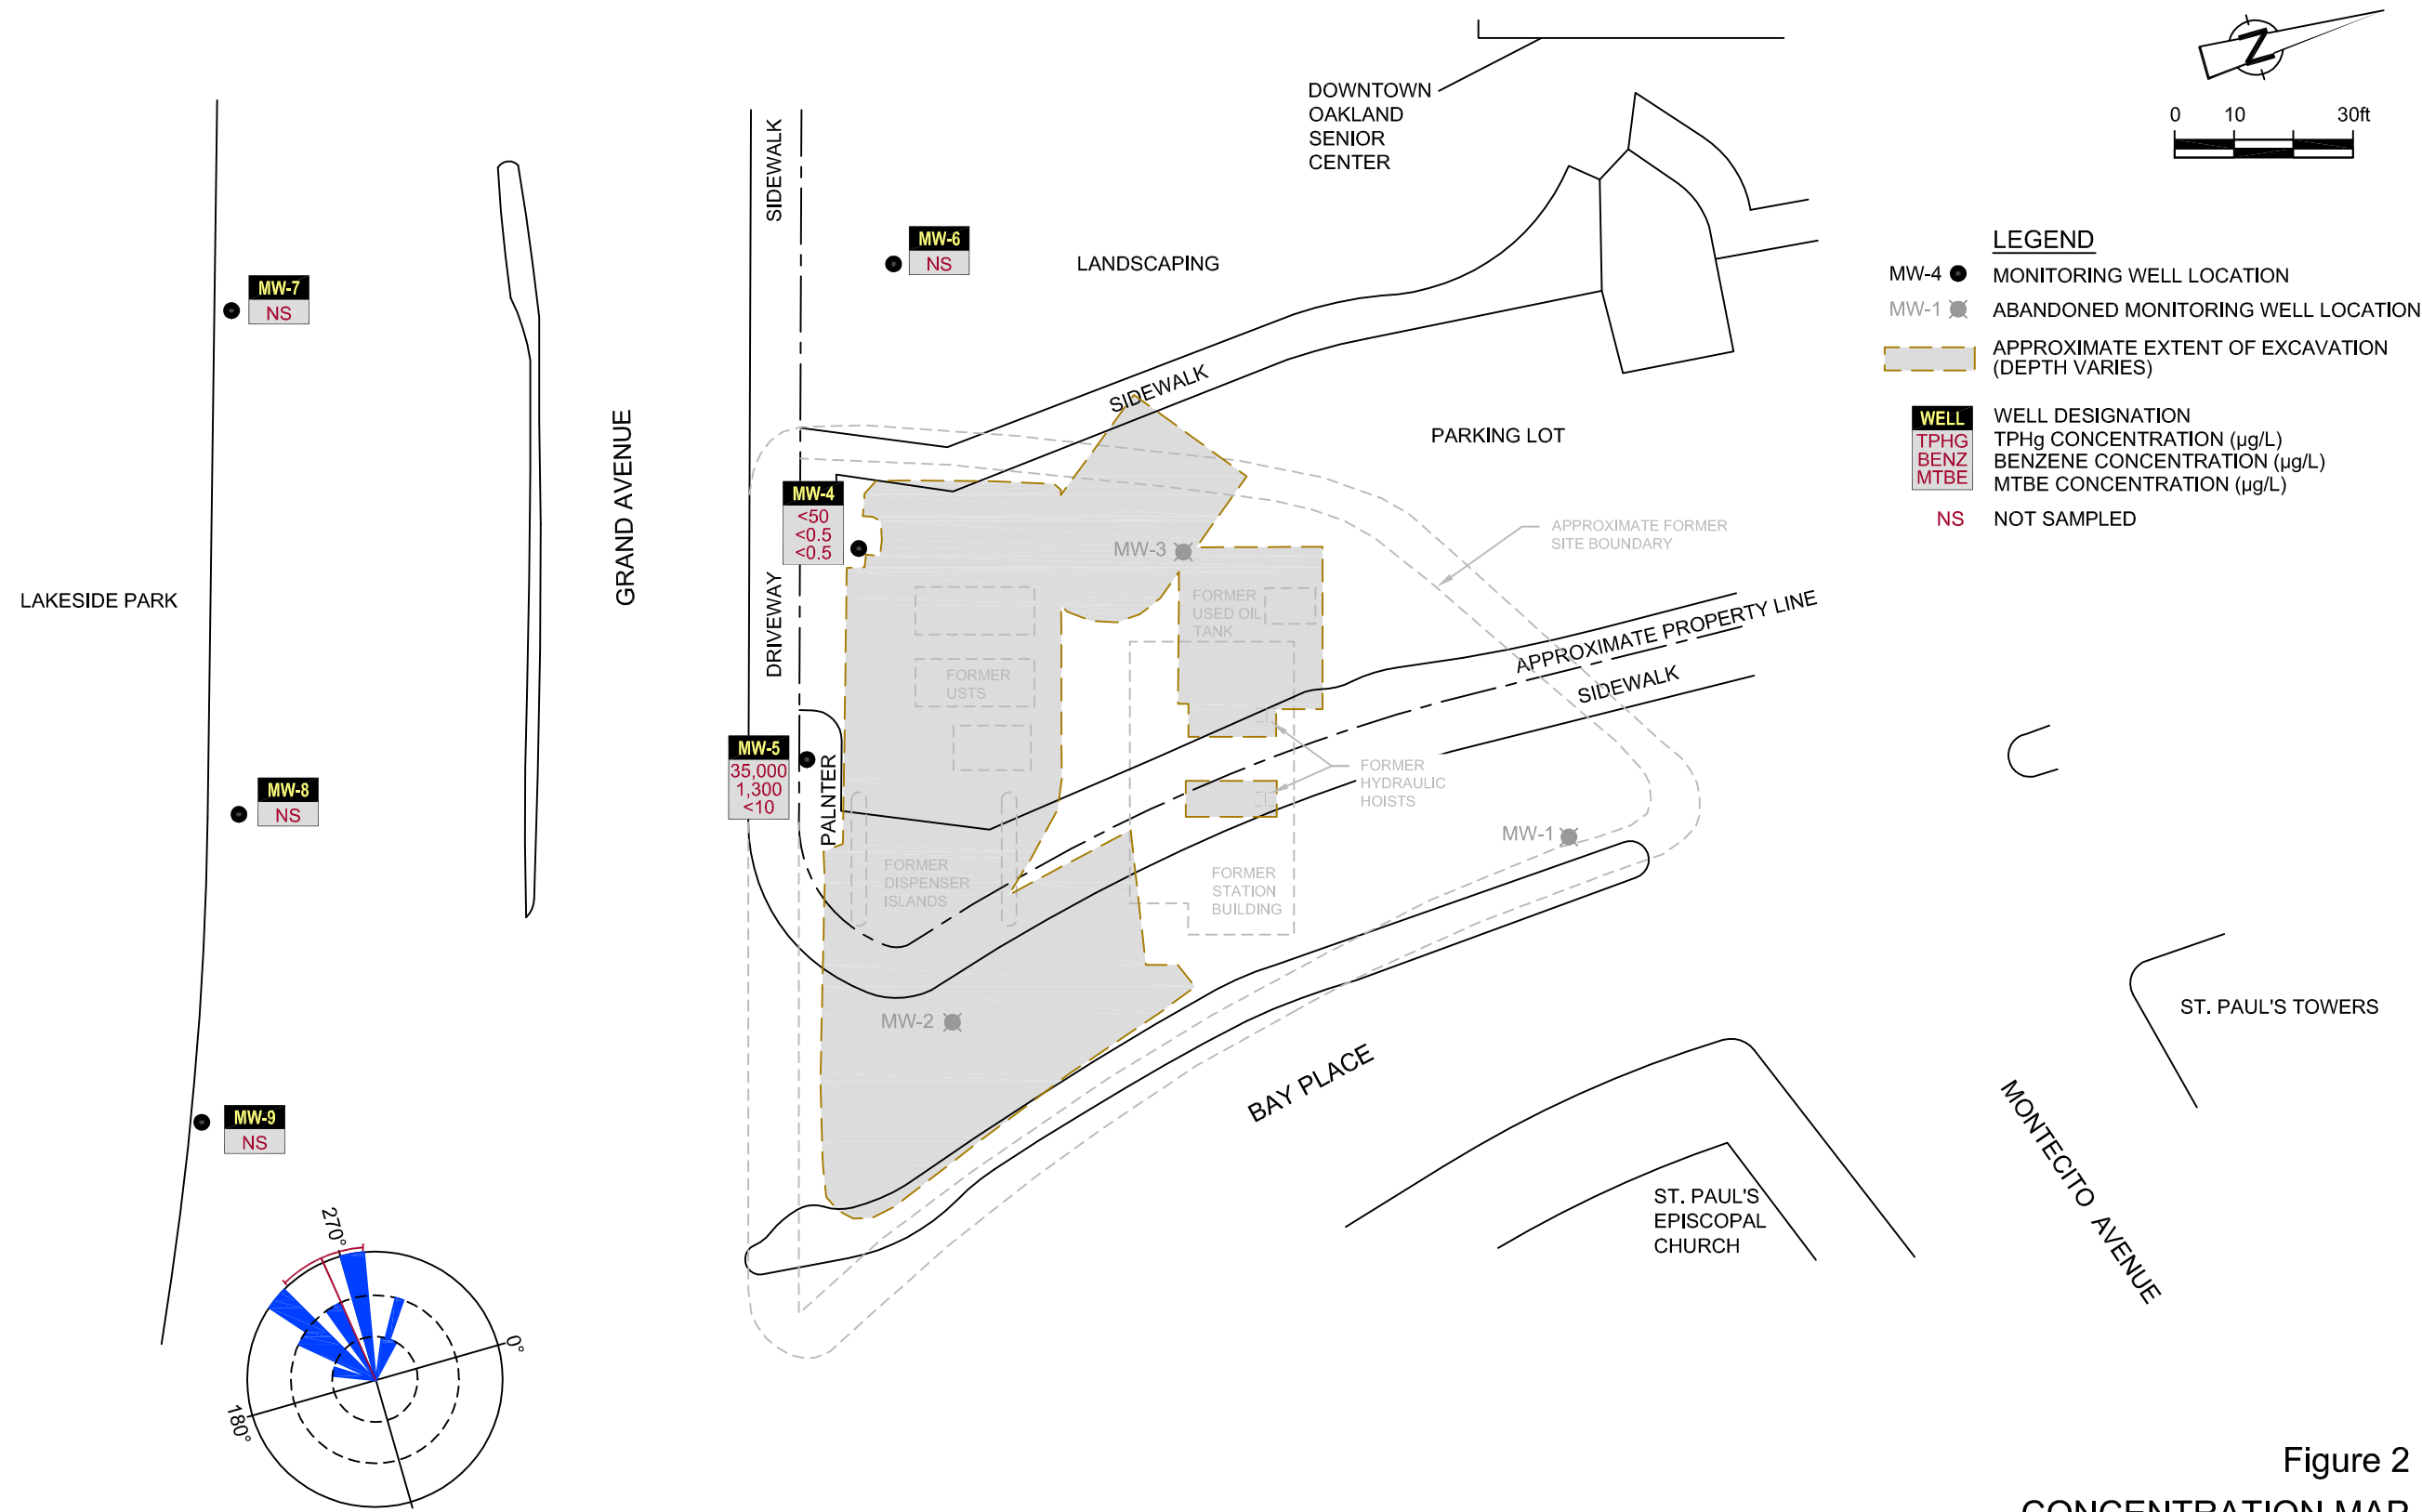 Z
0 10 30ft
DOWNTOWN
OAKLAND
SENIOR
CENTER
SIDEWALK
MW-6
NS
LANDSCAPING
MW-7
NS
LEGEND
MW-4 MONITORING WELL LOCATION
MW-1 ABANDONED MONITORING WELL LOCATION
APPROXIMATE EXTENT OF EXCAVATION
(DEPTH VARIES)
WELL WELL DESIGNATION
TPHG TPHg CONCENTRATION (µg/L)
BENZ BENZENE CONCENTRATION (µg/L)
MTBE MTBE CONCENTRATION (µg/L)
NS NOT SAMPLED
SIDEWALK
PARKING LOT
GRAND AVENUE
MW-4
<50
<0.5
<0.5
MW-3
APPROXIMATE FORMER
SITE BOUNDARY
LAKESIDE PARK
DRIVEWAY
FORMER
USED OIL
TANK
APPROXIMATE PROPERTY LINE
SIDEWALK
FORMER
USTS
MW-5
35,000
1,300
<10
PALNTER
FORMER
HYDRAULIC
HOISTS
MW-8
NS
MW-1
FORMER
DISPENSER
ISLANDS
FORMER
STATION
BUILDING
MW-2
ST. PAUL'S TOWERS
BAY PLACE
MW-9
NS
MONTECITO AVENUE
ST. PAUL'S
EPISCOPAL
CHURCH
270°
0°
180°
Figure 2
CONCENTRATION MAP